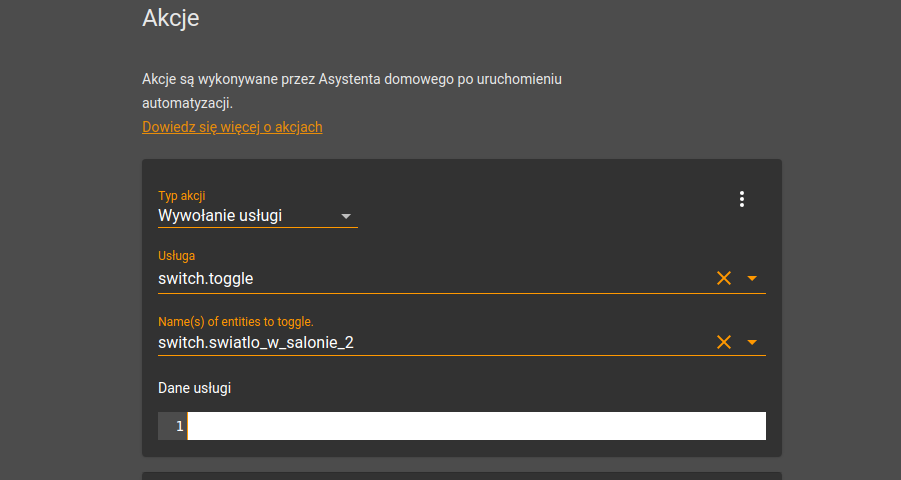 Akcje
Akcje są wykonywane przez Asystenta domowego po uruchomieniu
automatyzacji.
Dowiedz się więcej o akcjach
Typ akcji
Wywołanie usługi
Usługa
switch.toggle
Name(s) of entities to toggle.
switch.swiatlo_w_salonie_2
Dane usługi
1